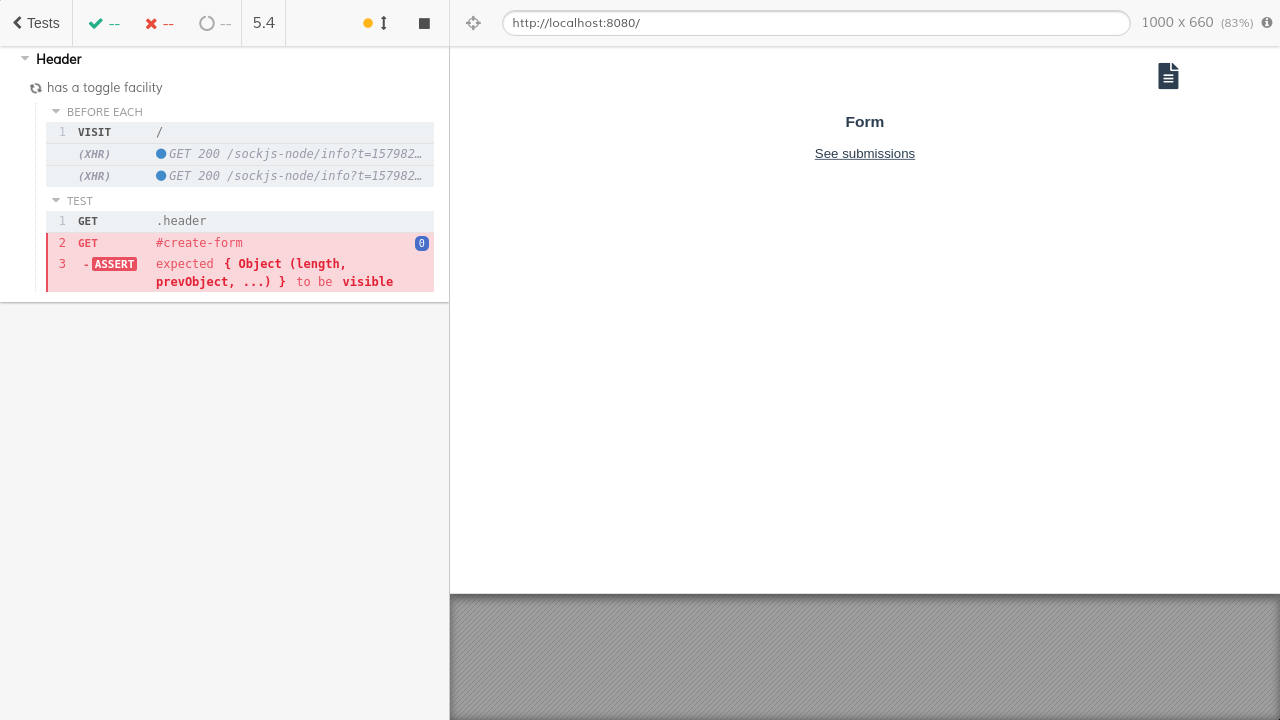 Tests -- -- -- 5.4
http://localhost:8080/ 1000 x 660 (83%)
Header
has a toggle facility
BEFORE EACH
1 VISIT /
(XHR) GET 200 /sockjs-node/info?t=157982…
(XHR) GET 200 /sockjs-node/info?t=157982…
TEST
1 GET .header
2 GET #create-form 0
3 -ASSERT expected { Object (length,
prevObject, ...) } to be visible
Form
See submissions